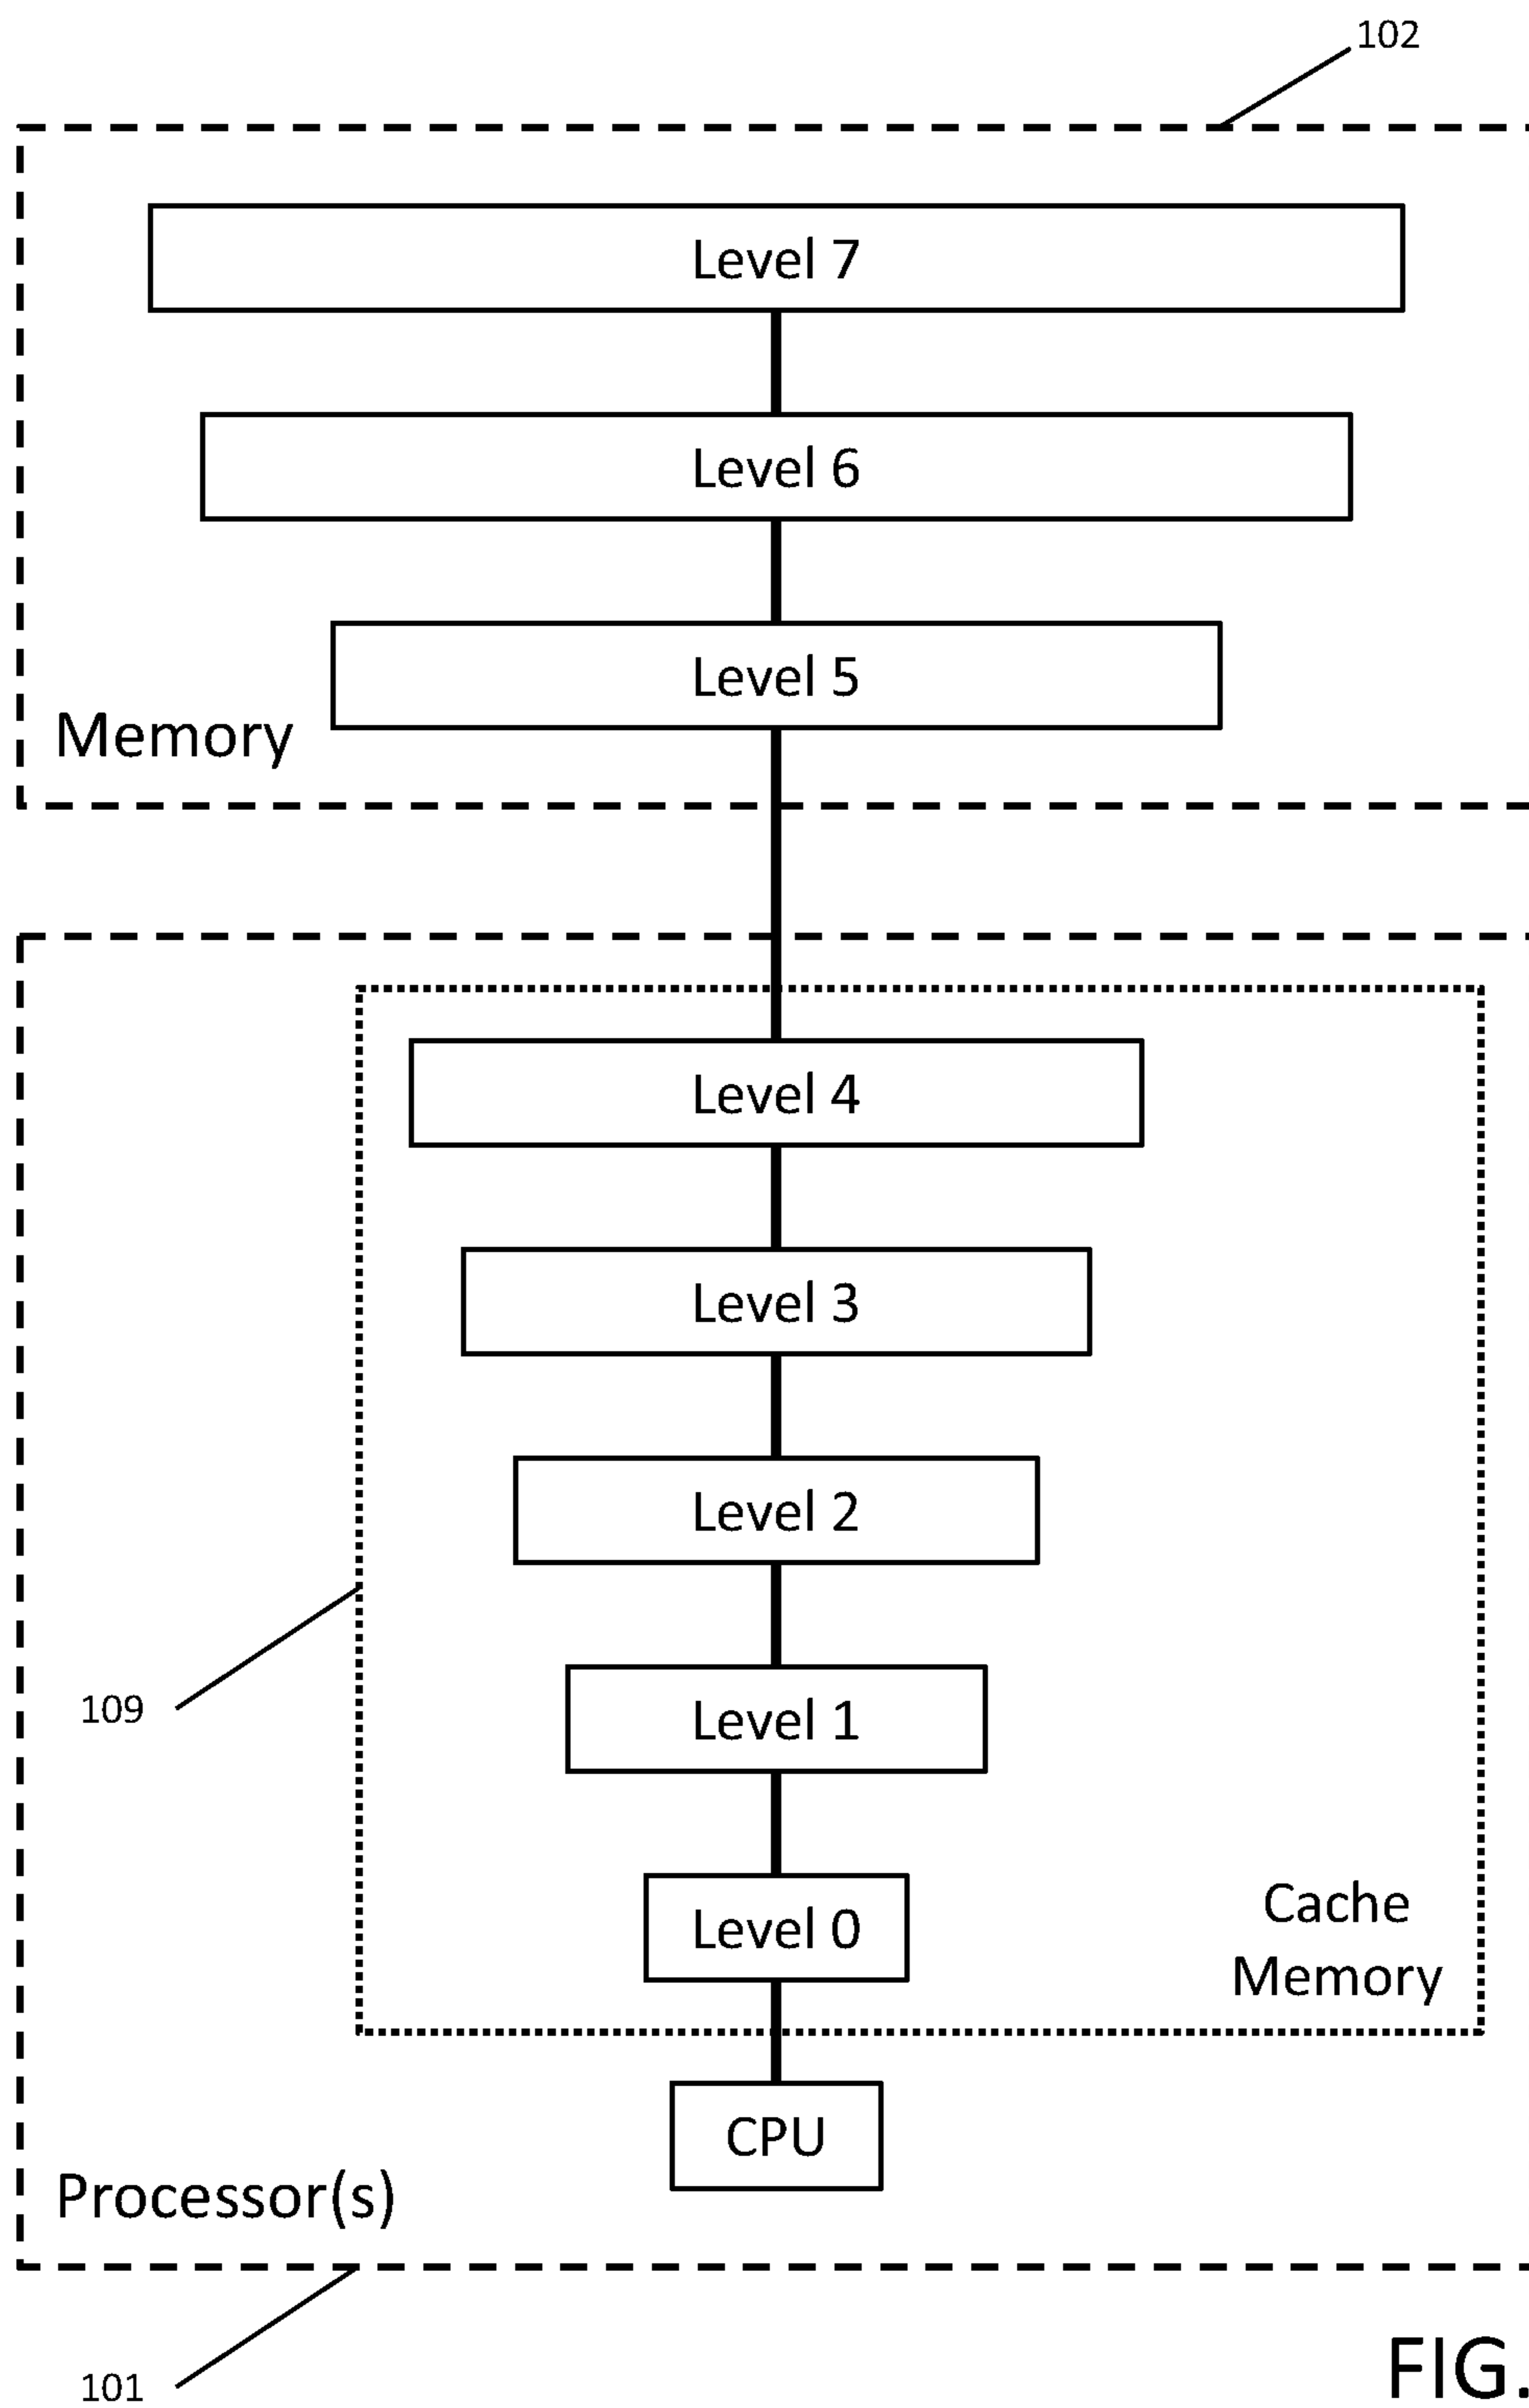 102
Level 7
Level 6
Level 5
Memory
Level 4
Level 3
Level 2
109
Level 1
Level 0
Cache
Memory
CPU
Processor(s)
101
FIG.